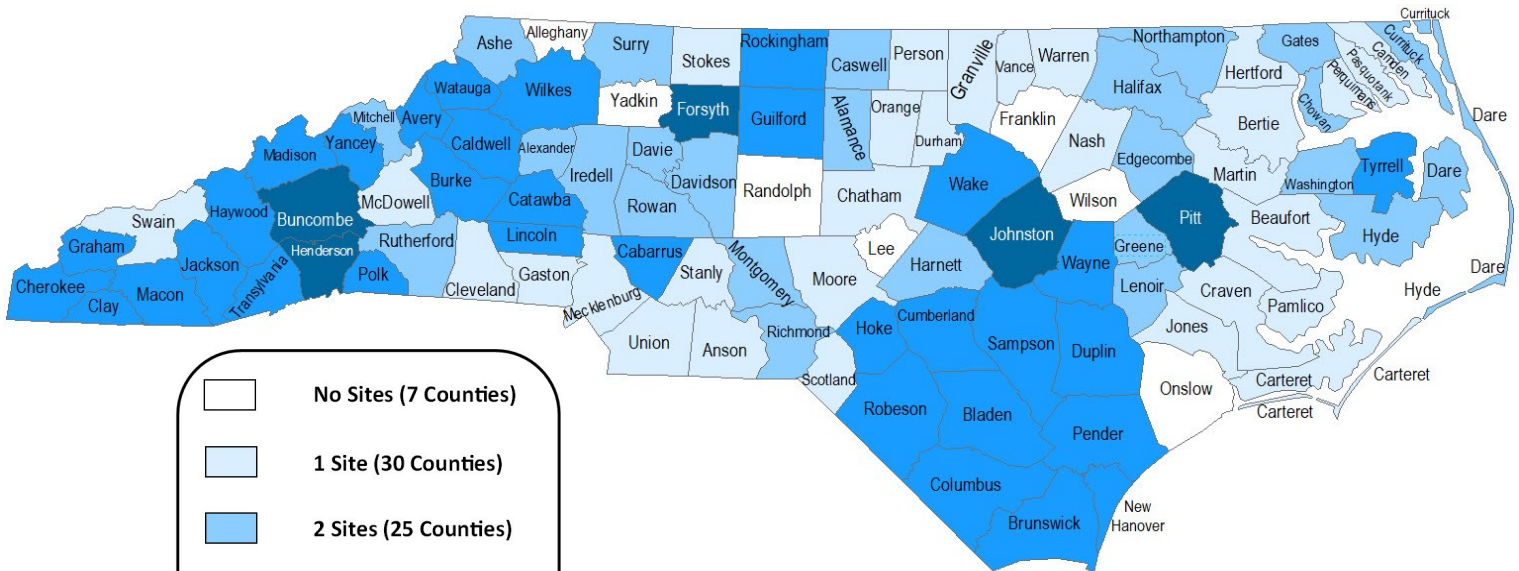 Currituck
Alleghany
Ashe
Surry
Stokes
Rockingham
Caswell
Person
Granville
Vance
Warren
Northampton
Gates
Currituck
Camden
Pasquotank
Perquimans
Chowan
Hertford
Halifax
Watauga
Wilkes
Yadkin
Forsyth
Guilford
Alamance
Orange
Durham
Franklin
Nash
Bertie
Dare
Mitchell
Avery
Madison
Yancey
Caldwell
Alexander
Davie
Iredell
Davidson
Edgecombe
Martin
Washington
Tyrrell
Dare
Burke
Randolph
Chatham
Wake
Wilson
McDowell
Catawba
Rowan
Swain
Haywood
Buncombe
Pitt
Beaufort
Graham
Henderson
Rutherford
Lincoln
Cabarrus
Lee
Johnston
Greene
Hyde
Jackson
Polk
Cleveland
Gaston
Stanly
Montgomery
Moore
Harnett
Wayne
Lenoir
Craven
Pamlico
Hyde
Dare
Cherokee
Clay
Macon
Transylvania
Mecklenburg
Union
Anson
Richmond
Scotland
Hoke
Cumberland
Sampson
Duplin
Jones
Onslow
Carteret
Carteret
Carteret
Robeson
Bladen
Pender
Columbus
Brunswick
New
Hanover
No Sites (7 Counties)
1 Site (30 Counties)
2 Sites (25 Counties)